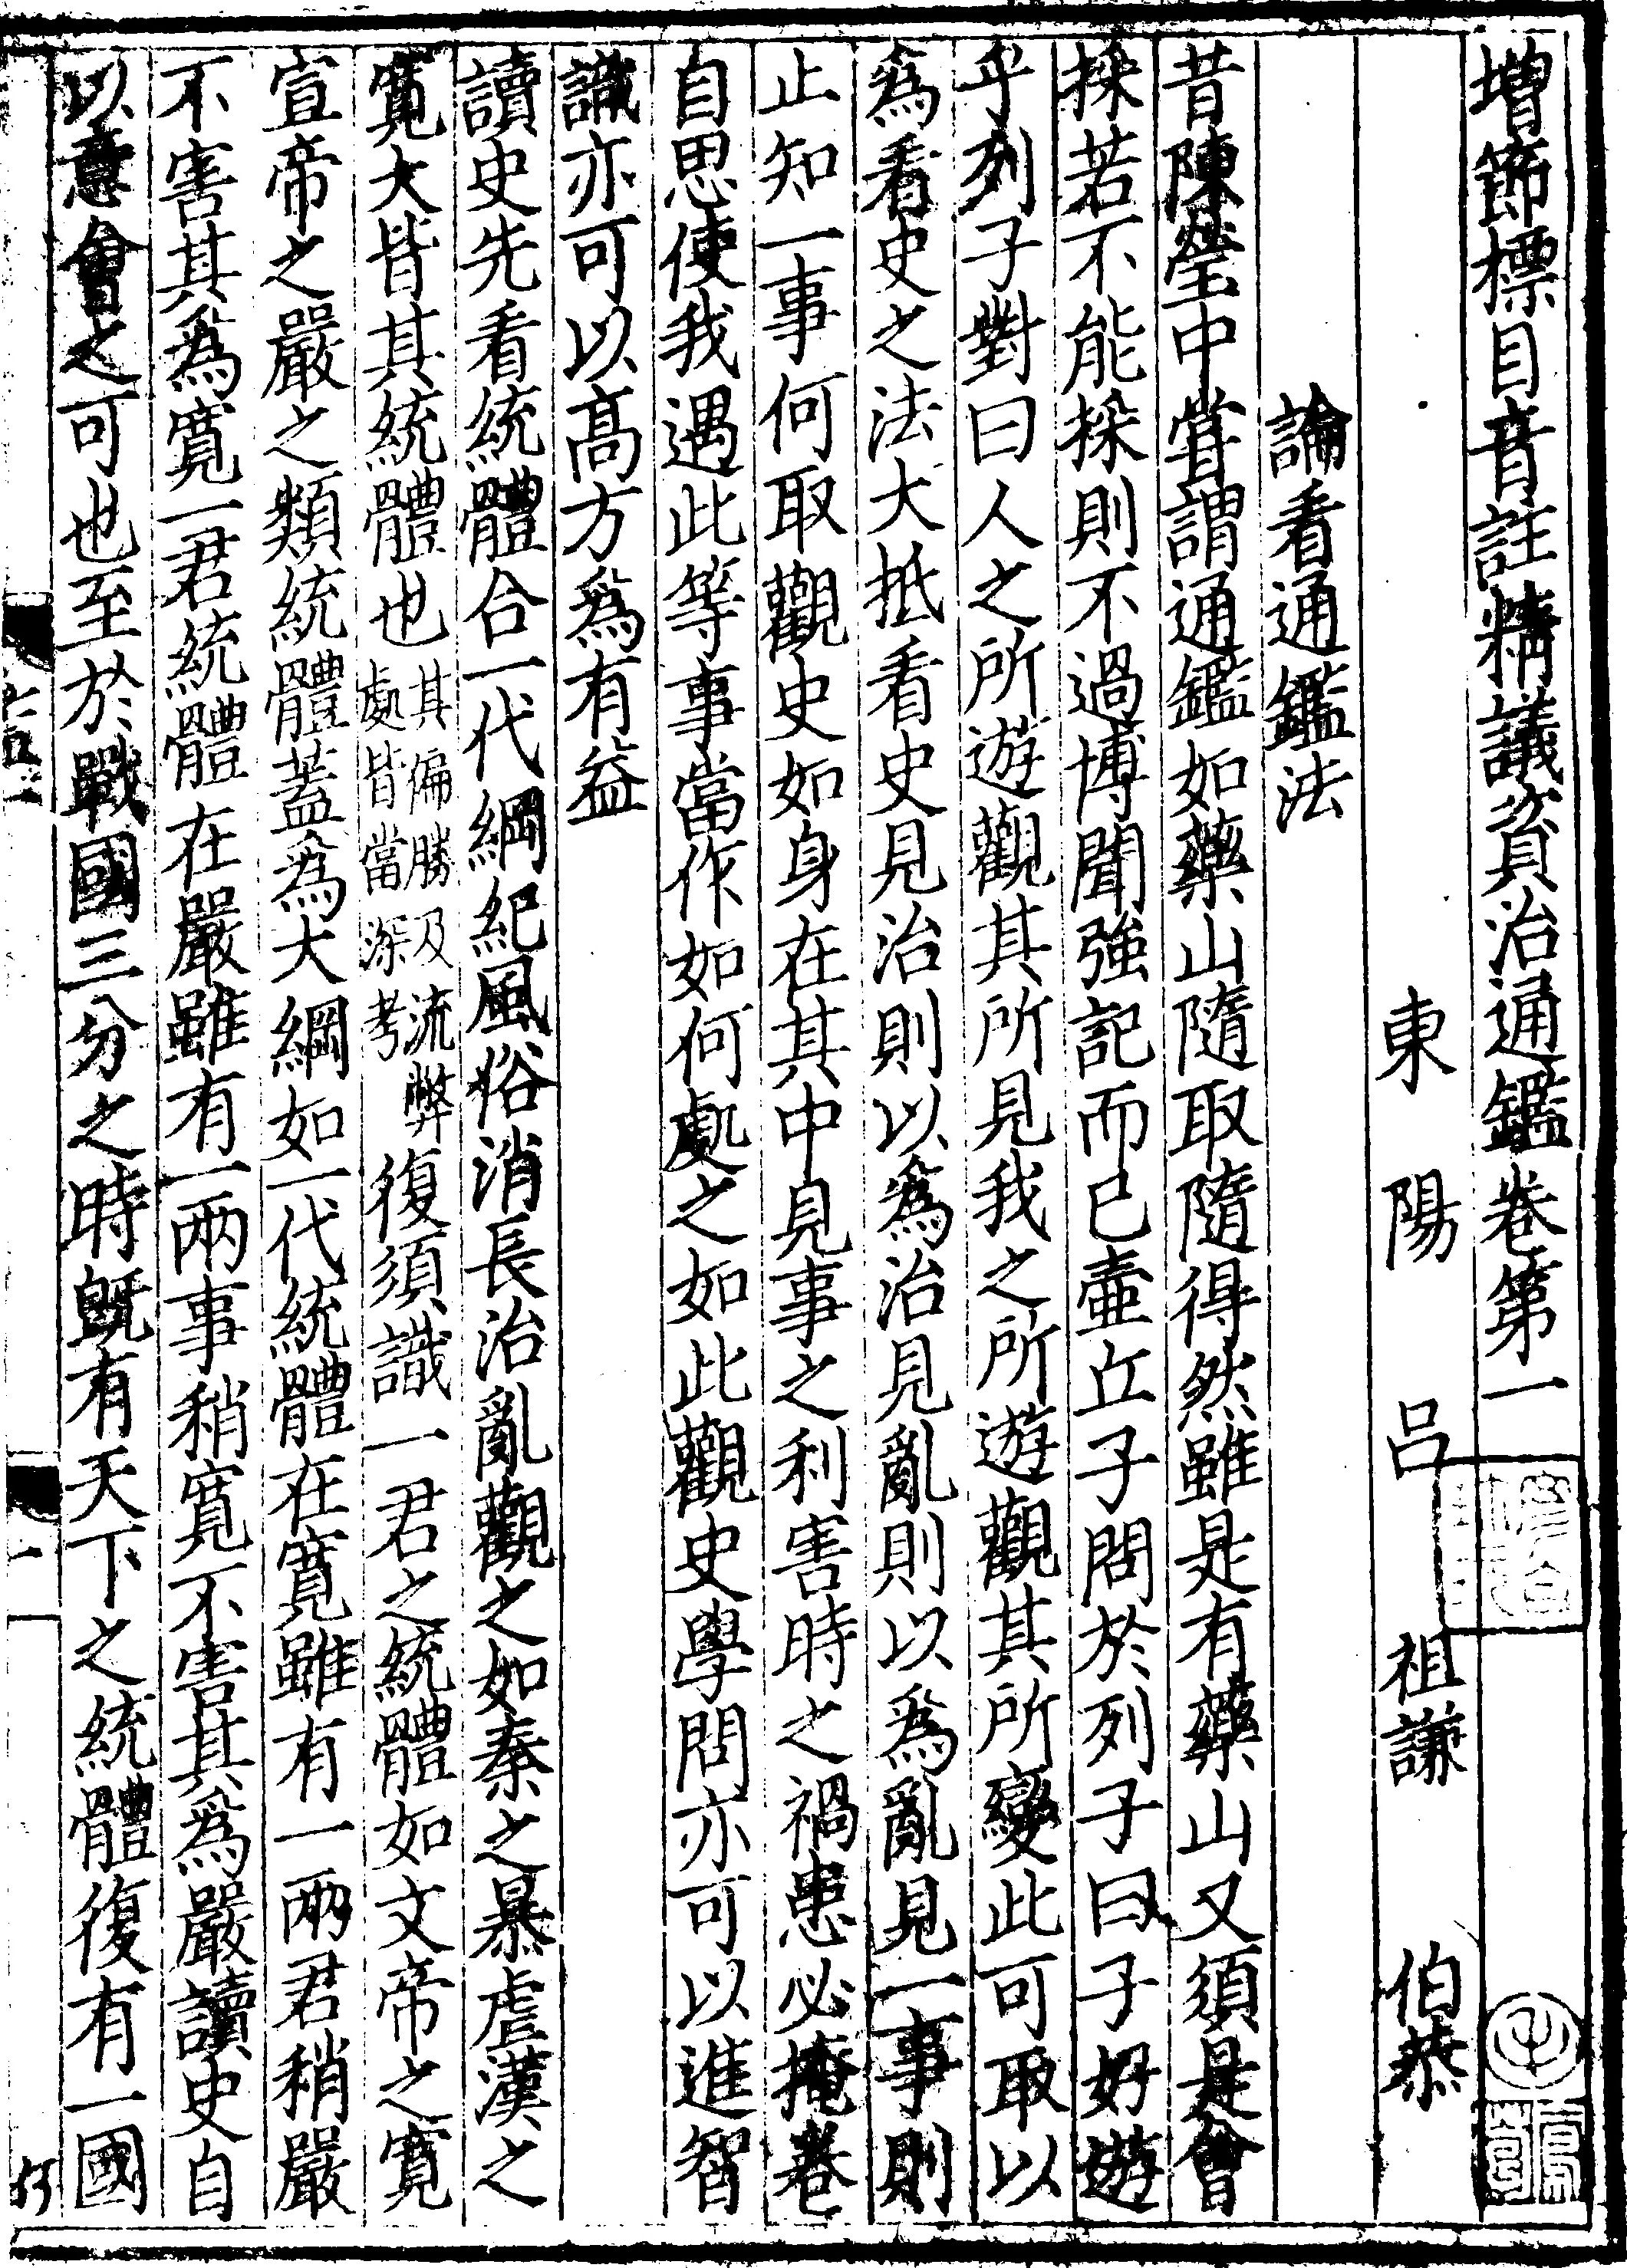 增節標目音註精議資治通鑑卷第一
東陽呂祖謙伯恭
論看通鑑法
昔陳瑩中嘗謂通鑑如藥山隨取隨得然雖是有藥山又須是會
採若不能採則不過博聞強記而已壷丘子問於列子曰子好遊
乎列子對曰人之所遊觀其所見我之所遊觀其所變此可取以
爲看史之法大抵看史見治則以爲治見亂則以爲亂見一事則
止知一事何取觀史如身在其中見事之利害時之禍患必掩卷
自思使我遇此等事當作如何處之如此觀史學問亦可以進智
識亦可以高方爲有益
讀史先看統體合一代綱紀風俗消長治亂觀之如秦之暴虐漢之
寬大皆其統體也其偏勝及流弊處皆當深考復須識一君之統體如文帝之寬
宣帝之嚴之類統體蓋爲大綱如一代統體在寬雖有一兩君稍嚴
不害其爲寬一君統體在嚴雖有一兩事稍寬不害其爲嚴讀史自
以意會之可也至於戰國三分之時旣有天下之統體復有一國